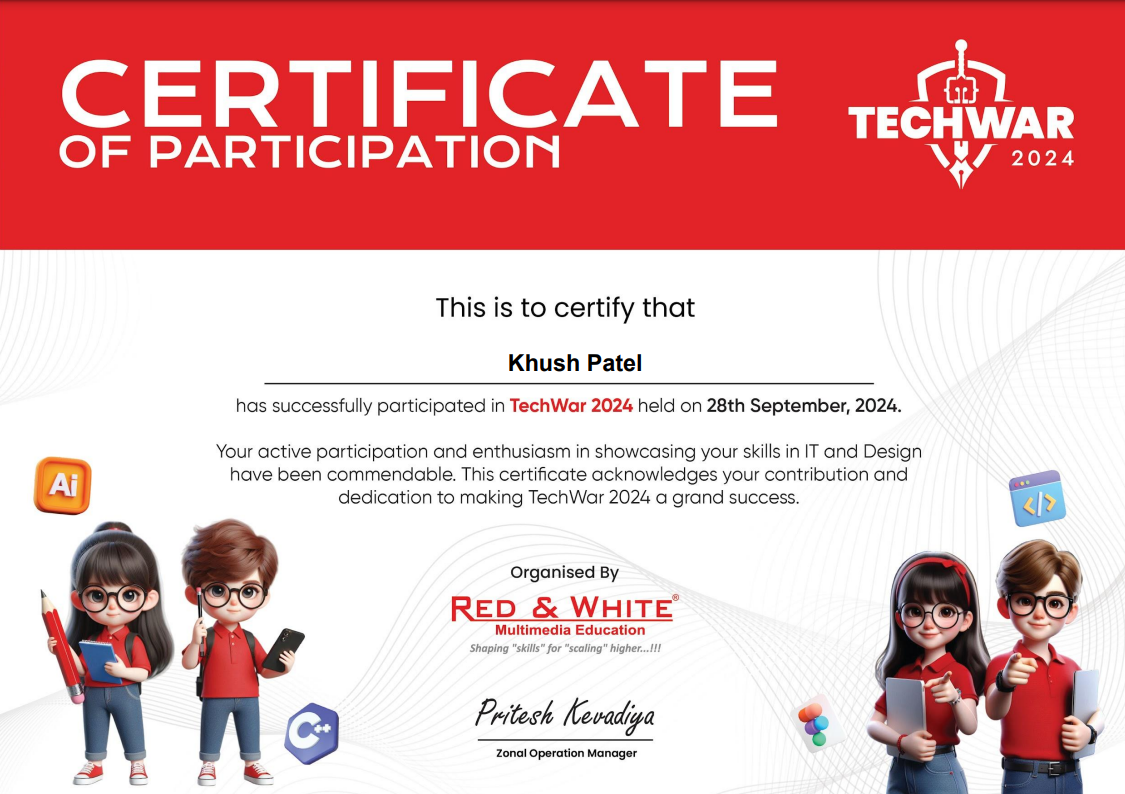 CERTIFICATE
OF PARTICIPATION
TECHWAR
2024
This is to certify that
Khush Patel
has successfully participated in TechWar 2024 held on 28th September, 2024.
Your active participation and enthusiasm in showcasing your skills in IT and Design
have been commendable. This certificate acknowledges your contribution and
dedication to making TechWar 2024 a grand success.
Ai
</>
Organised By
RED & WHITE®
Multimedia Education
Shaping "skills" for "scaling" higher...!!!
C++
Pritesh Kevadiya
Zonal Operation Manager